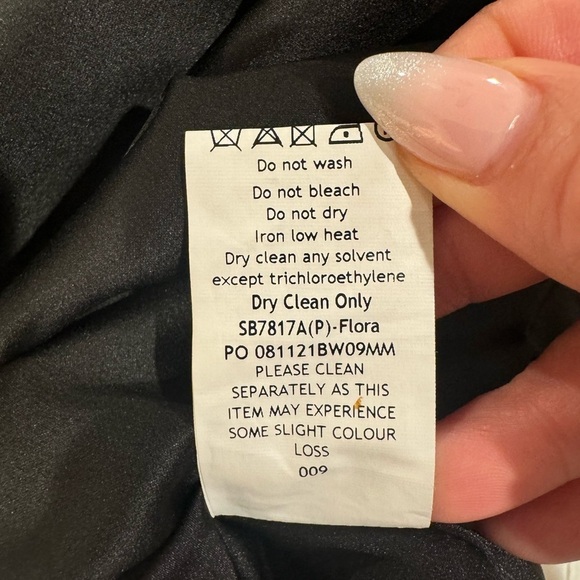 Do not wash
Do not bleach
Do not dry
Iron low heat
Dry clean any solvent
except trichloroethylene
Dry Clean Only
SB7817A(P)-Flora
PO 081121BW09MM
PLEASE CLEAN
SEPARATELY AS THIS
ITEM MAY EXPERIENCE
SOME SLIGHT COLOUR
LOSS
009